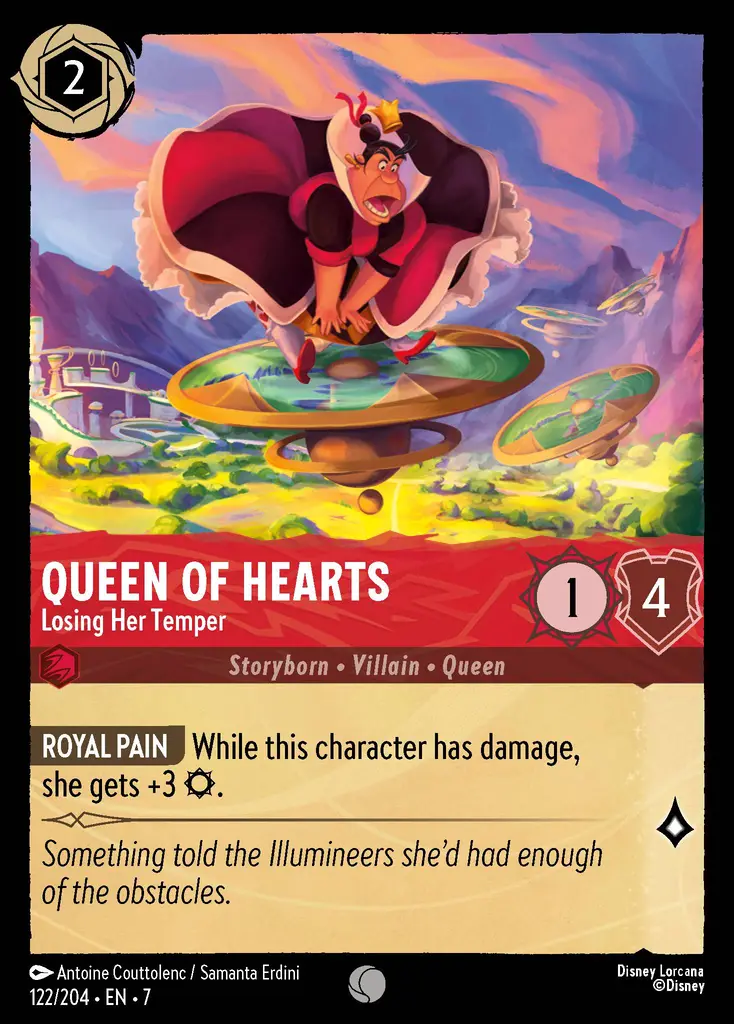 2
QUEEN OF HEARTS
Losing Her Temper
1
4
Storyborn • Villain • Queen
ROYAL PAIN While this character has damage,
she gets +3 .
Something told the Illumineers she'd had enough
of the obstacles.
Antoine Couttolenc / Samanta Erdini
122/204 • EN • 7
Disney Lorcana
©Disney